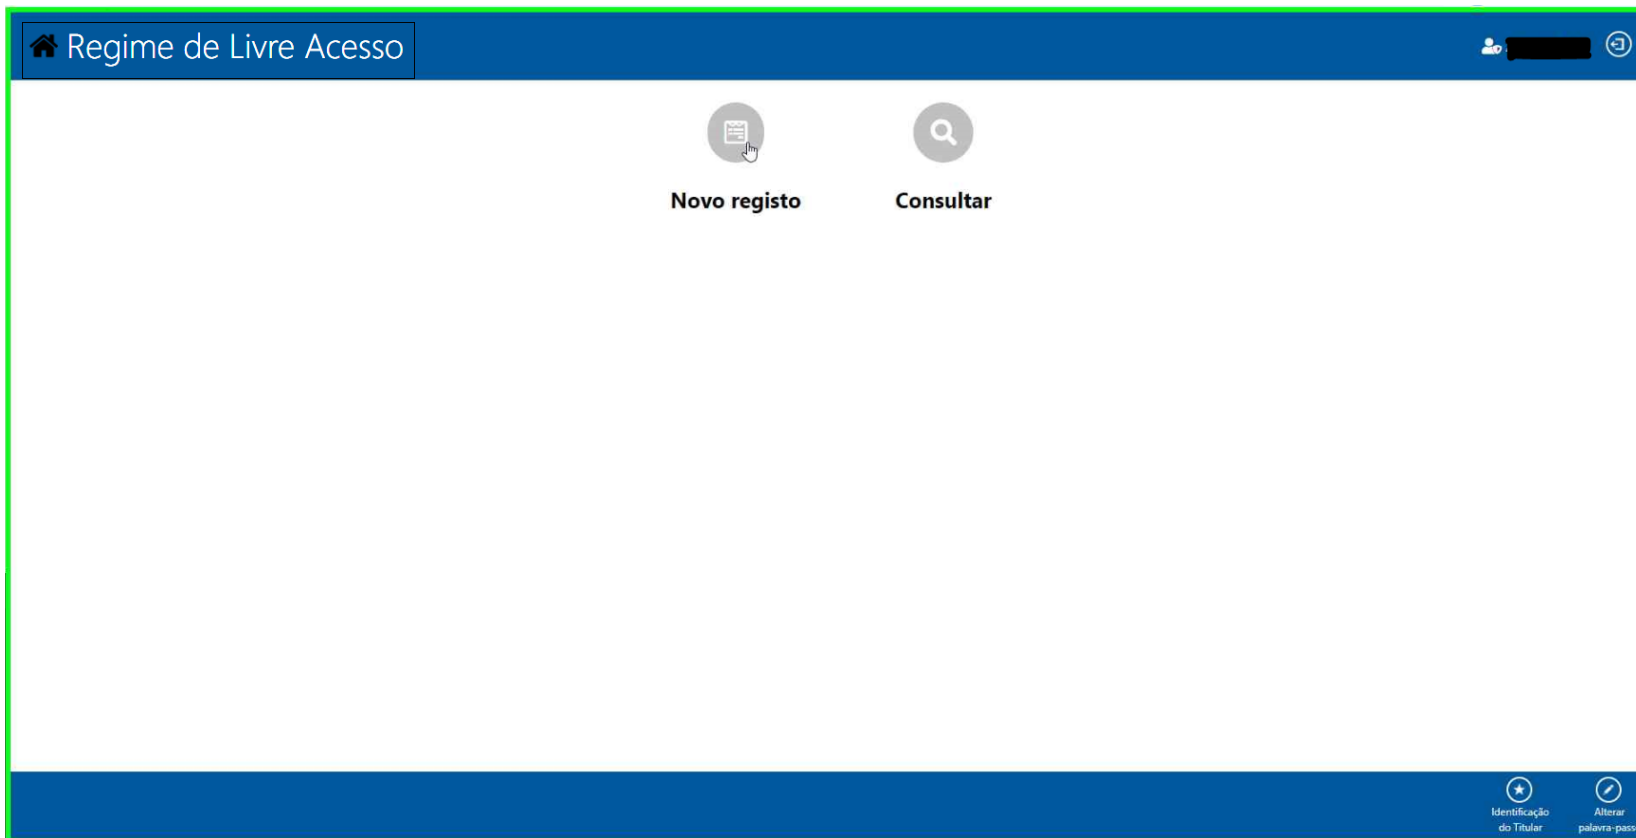 Regime de Livre Acesso
Novo registo
Consultar
Identificação
do Titular
Alterar
palavra-pass